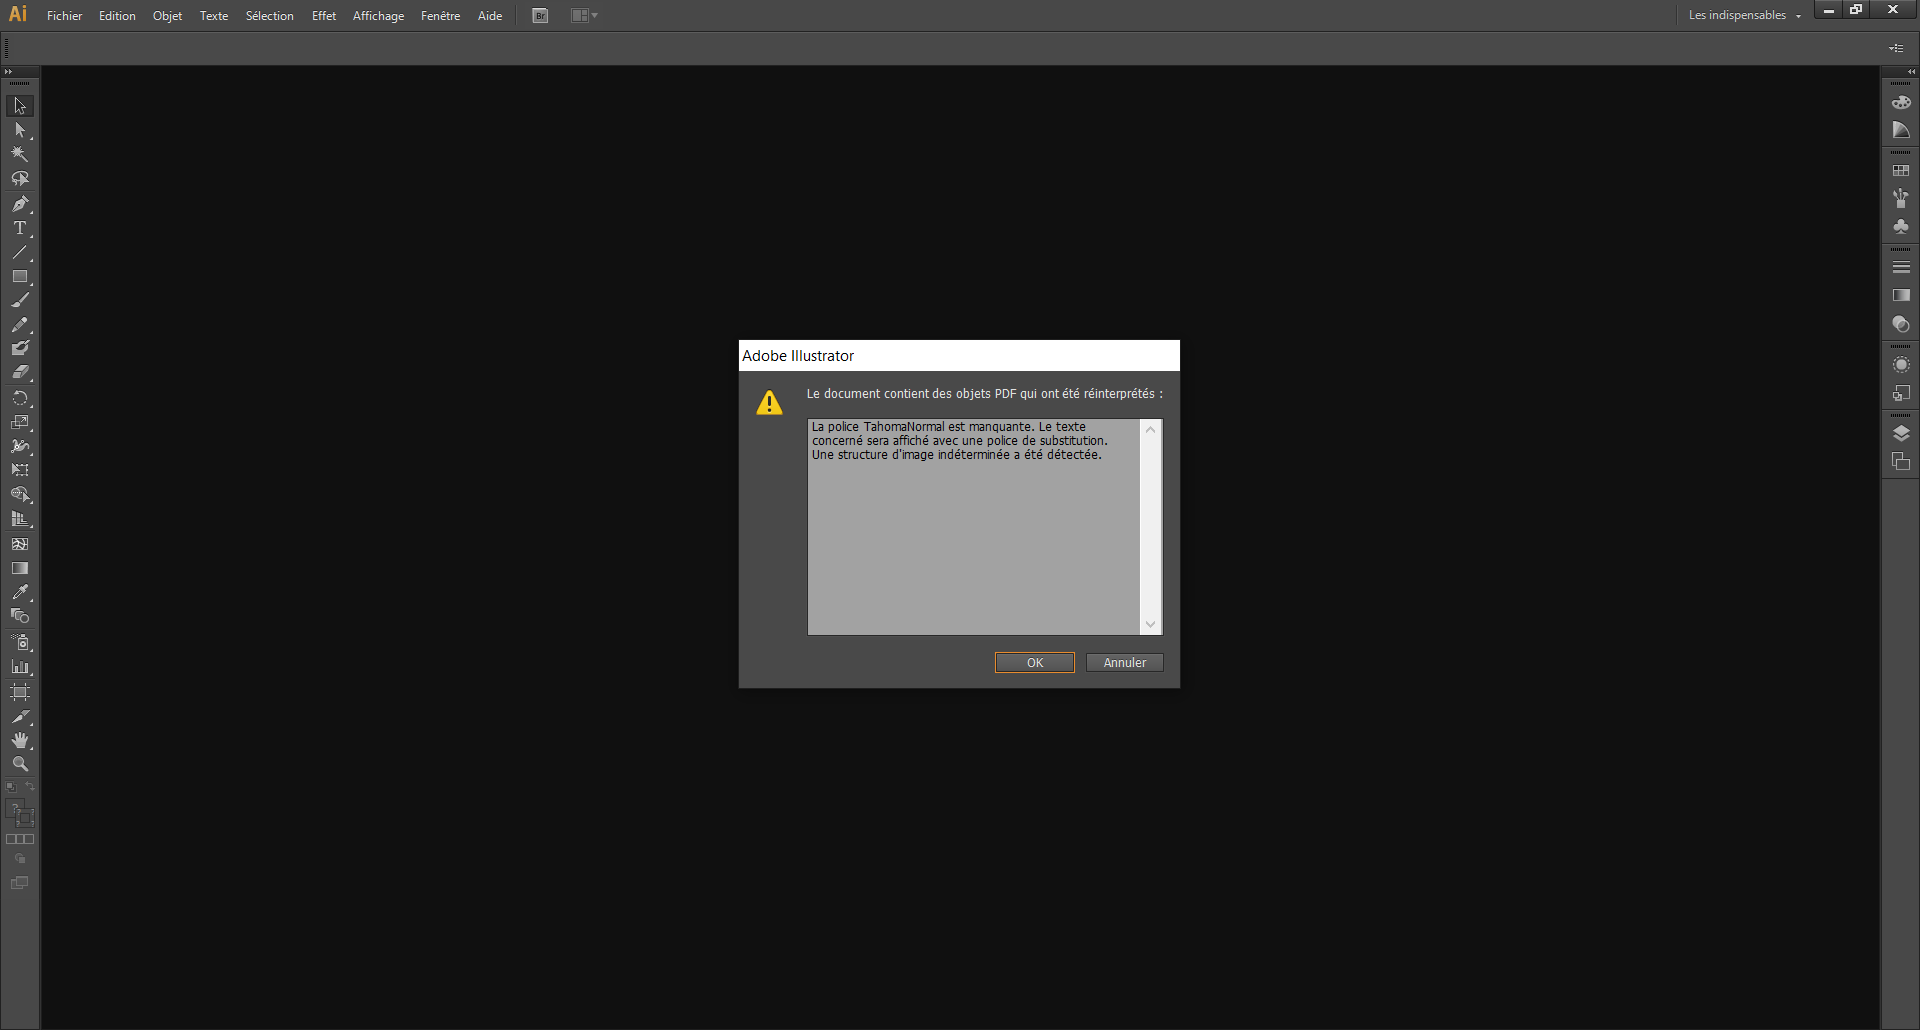 Ai Fichier Edition Objet Texte Sélection Effet Affichage Fenêtre Aide Br Les indispensables
Adobe Illustrator
Le document contient des objets PDF qui ont été réinterprétés :
La police TahomaNormal est manquante. Le texte
concerné sera affiché avec une police de substitution.
Une structure d'image indéterminée a été détectée.
OK Annuler